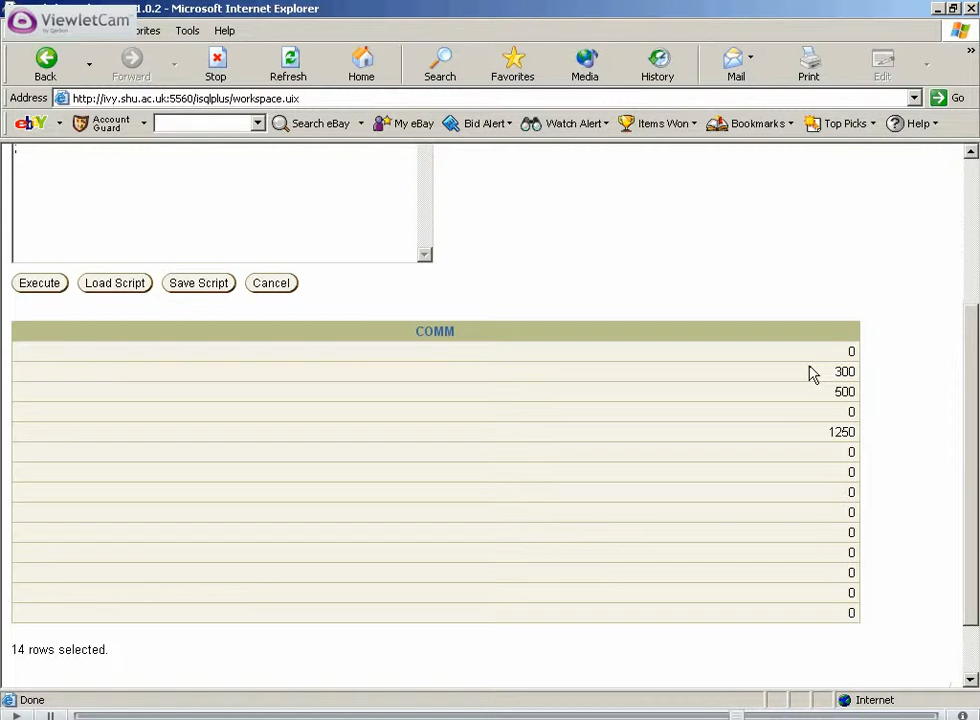 1.0.2 - Microsoft Internet Explorer
ViewletCam
by Qarbon
orites Tools Help
Back Forward Stop Refresh Home Search Favorites Media History Mail Print Edit
Address http://ivy.shu.ac.uk:5560/isqlplus/workspace.uix Go
ebY Account Guard Search eBay My eBay Bid Alert Watch Alert Items Won Bookmarks Top Picks Help
;
Execute Load Script Save Script Cancel
COMM
0
300
500
0
1250
0
0
0
0
0
0
0
0
0
14 rows selected.
Done Internet